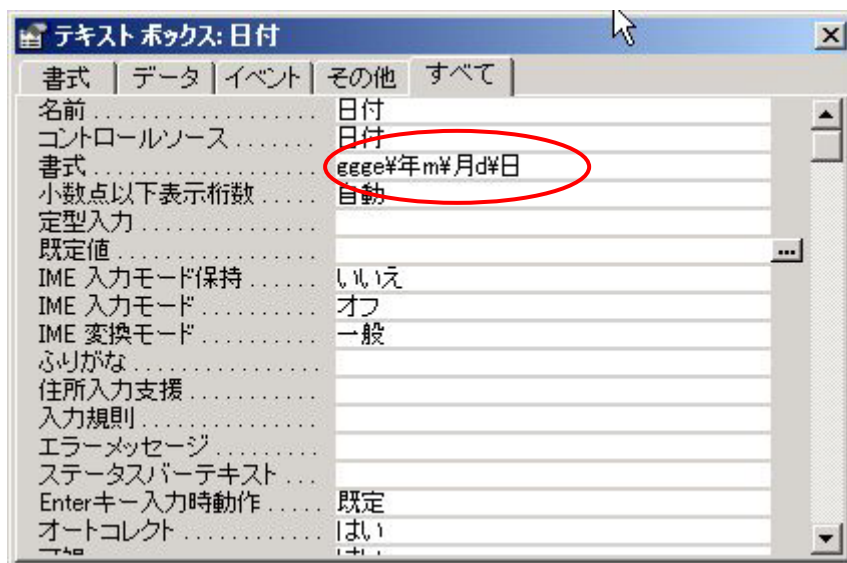 テキスト ボックス: 日付
書式 データ イベント その他 すべて
名前 日付
コントロールソース 日付
書式 ggge¥年m¥月d¥日
小数点以下表示桁数 自動
定型入力
既定値
IME 入力モード保持 いいえ
IME 入力モード オフ
IME 変換モード 一般
ふりがな
住所入力支援
入力規則
エラーメッセージ
ステータスバーテキスト
Enterキー入力時動作 既定
オートコレクト はい